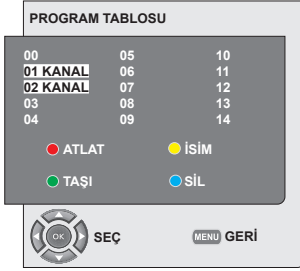 PROGRAM TABLOSU
00 05 10
01 KANAL 06 11
02 KANAL 07 12
03 08 13
04 09 14
ATLAT İSİM
TAŞI SİL
OK SEÇ MENU GERİ